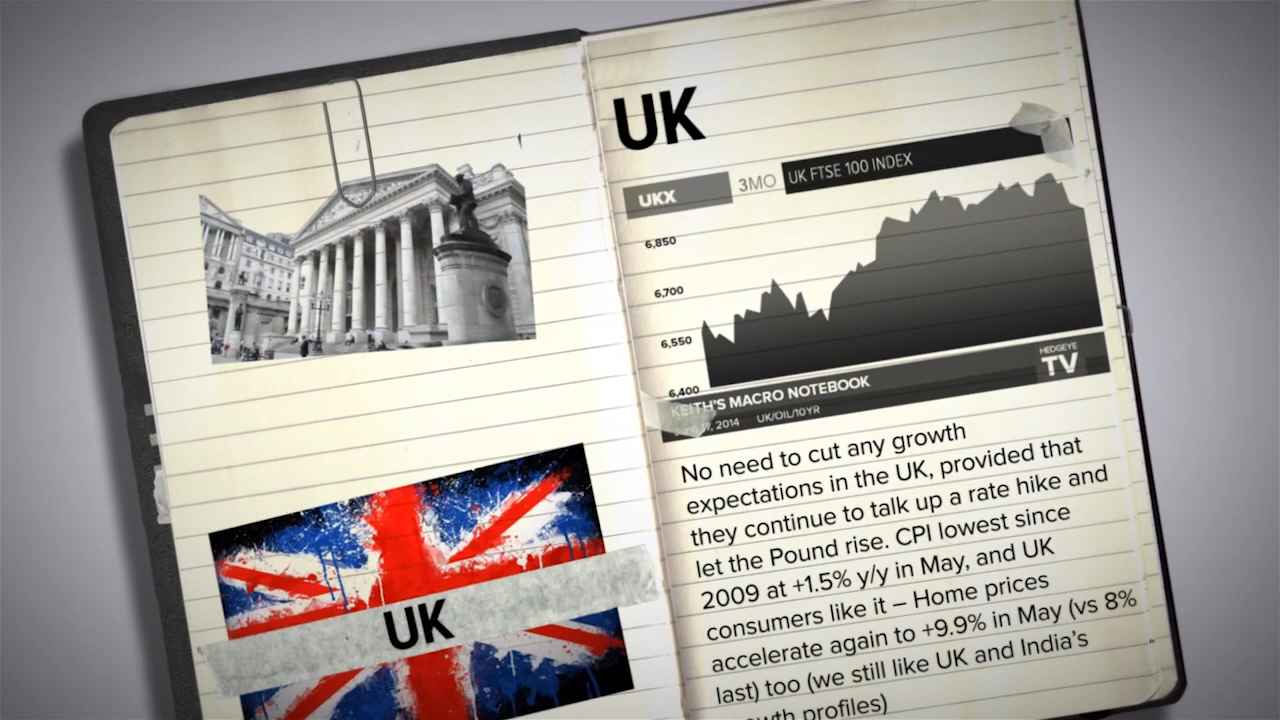 UK
UK
UKX 3MO UK FTSE 100 INDEX
6,850
6,700
6,550
6,400
HEDGEYE
TV
KEITH'S MACRO NOTEBOOK
17, 2014 UK/OIL/10YR
No need to cut any growth
expectations in the UK, provided that
they continue to talk up a rate hike and
let the Pound rise. CPI lowest since
2009 at +1.5% y/y in May, and UK
consumers like it – Home prices
accelerate again to +9.9% in May (vs 8%
last) too (we still like UK and India's
profiles)